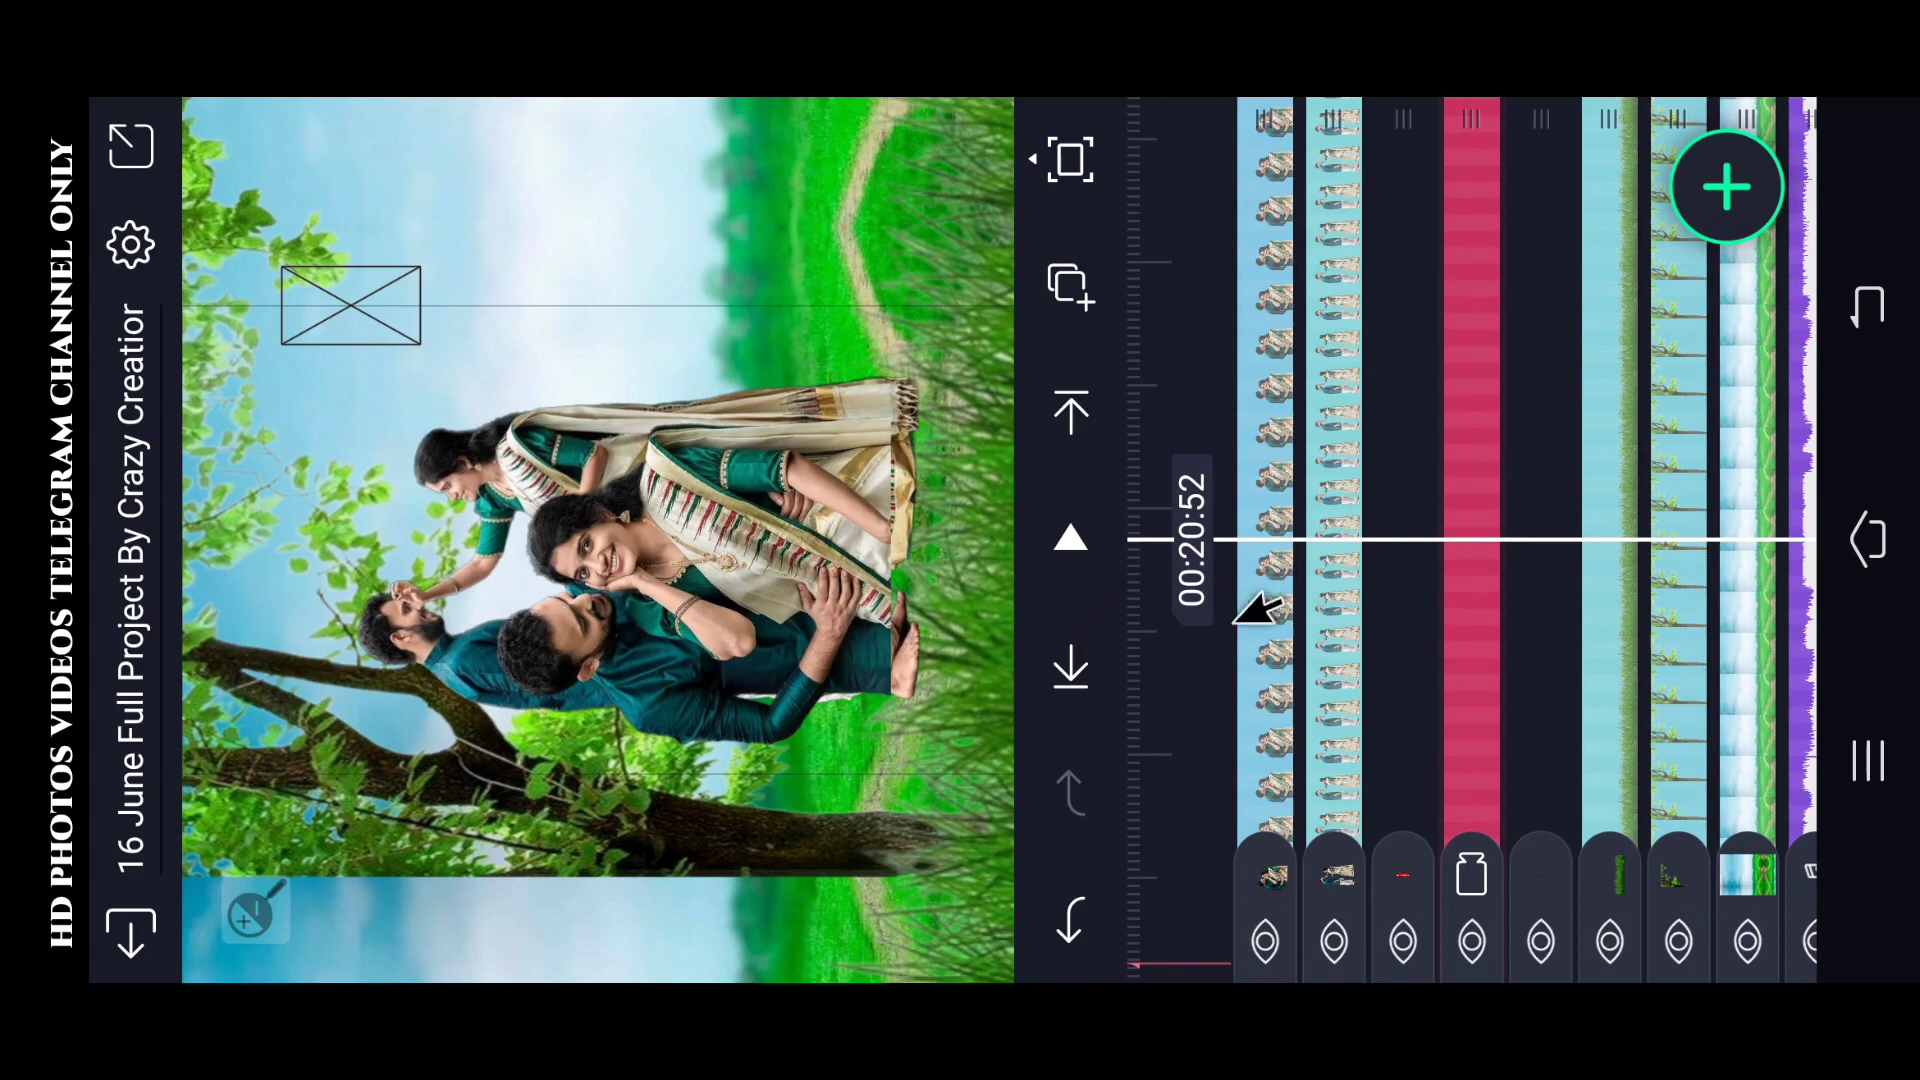 HD PHOTOS VIDEOS TELEGRAM CHANNEL ONLY
16 June Full Project By Crazy Creation
00:20:52